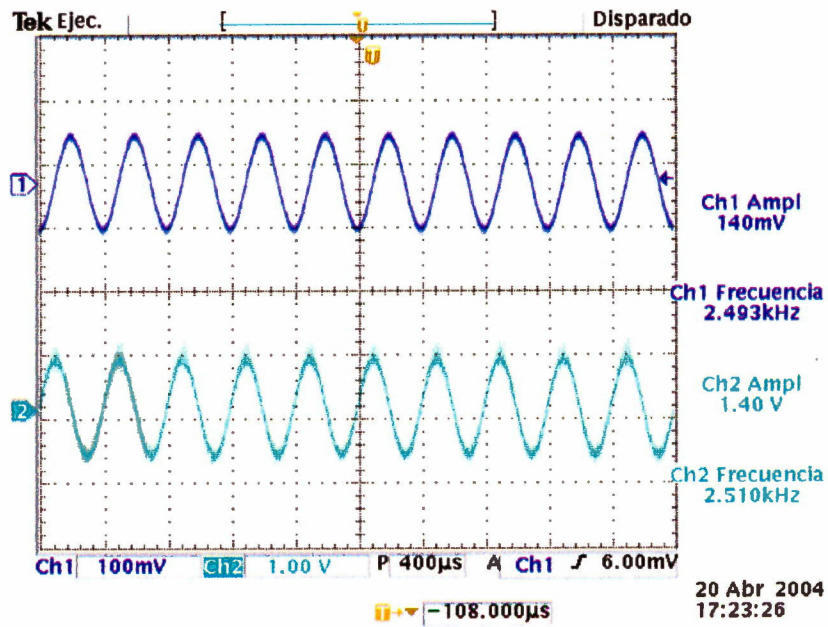 Tek Ejec. Disparado
1
Ch1 Ampl
140mV
Ch1 Frecuencia
2.493kHz
2
Ch2 Ampl
1.40 V
Ch2 Frecuencia
2.510kHz
Ch1 100mV Ch2 1.00 V P 400µs A Ch1 6.00mV
-108.000µs
20 Abr 2004
17:23:26